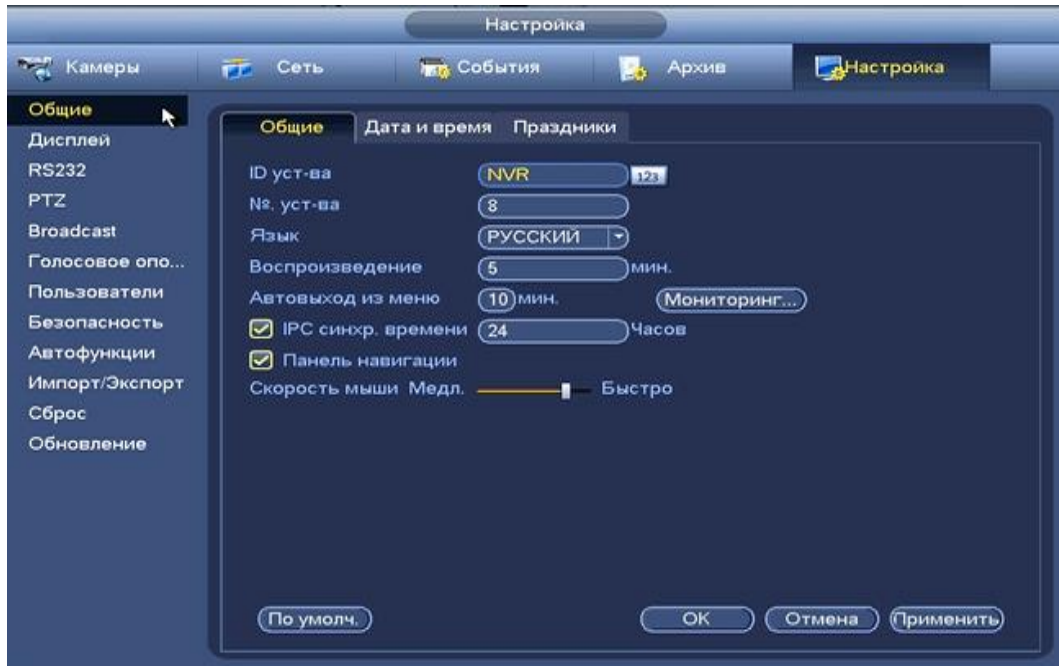 Настройка
Камеры Сеть События Архив Настройка
Общие
Дисплей
RS232
PTZ
Broadcast
Голосовое опо...
Пользователи
Безопасность
Автофункции
Импорт/Экспорт
Сброс
Обновление
Общие Дата и время Праздники
ID уст-ва NVR 123
№. уст-ва 8
Язык РУССКИЙ
Воспроизведение 5 мин.
Автовыход из меню 10 мин. Мониторинг...
IPC синхр. времени 24 Часов
Панель навигации
Скорость мыши Медл. Быстро
По умолч. OK Отмена Применить